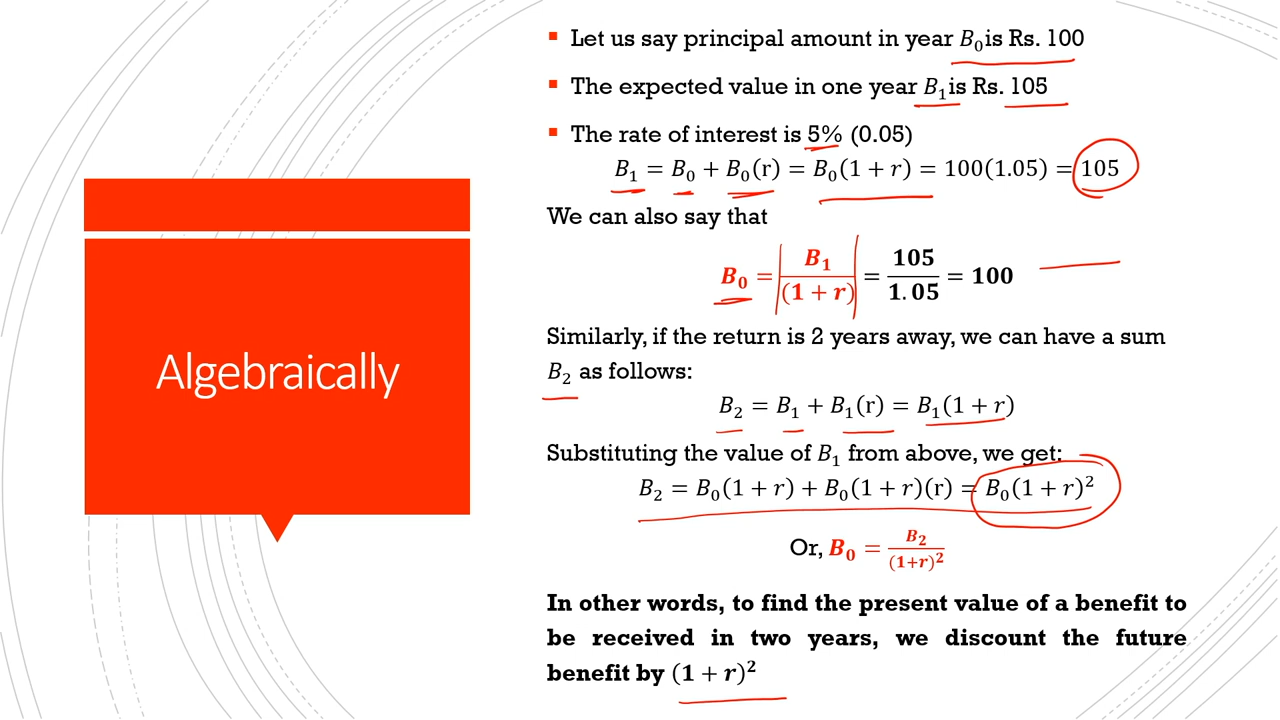 Algebraically
▪ Let us say principal amount in year B₀is Rs. 100
▪ The expected value in one year B₁is Rs. 105
▪ The rate of interest is 5% (0.05)
B₁ = B₀ + B₀(r) = B₀(1 + r) = 100(1.05) = 105
We can also say that
B₀ = B₁/(1 + r) = 105/1.05 = 100
Similarly, if the return is 2 years away, we can have a sum
B₂ as follows:
B₂ = B₁ + B₁(r) = B₁(1 + r)
Substituting the value of B₁ from above, we get:
B₂ = B₀(1 + r) + B₀(1 + r)(r) = B₀(1 + r)²
Or, B₀ = B₂/(1+r)²
In other words, to find the present value of a benefit to
be received in two years, we discount the future
benefit by (1 + r)²